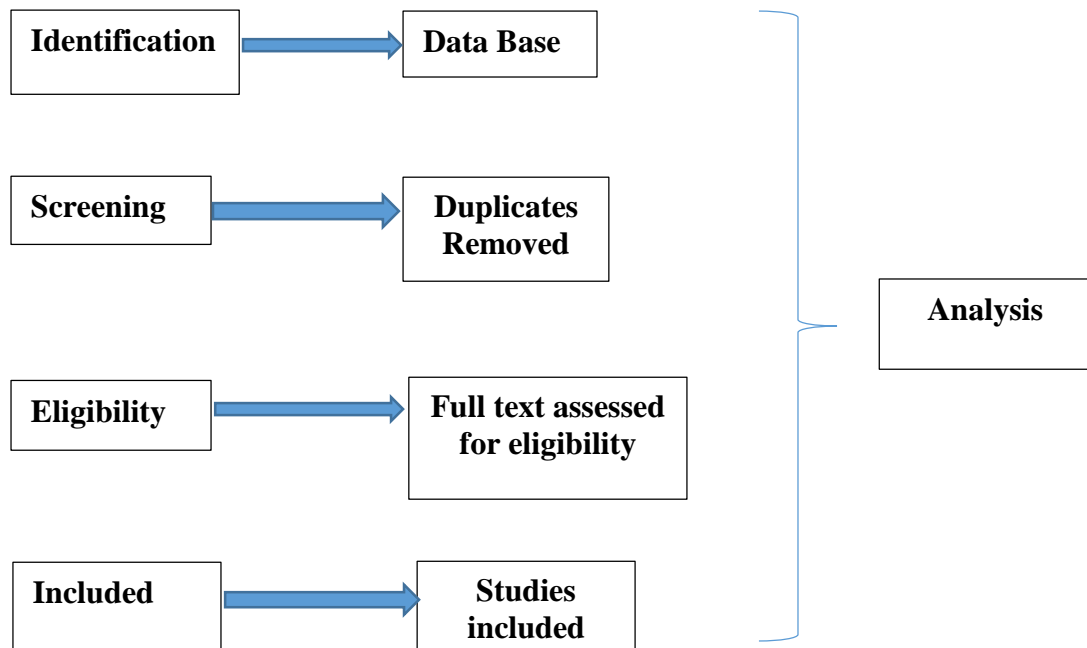 Identification
Data Base
Screening
Duplicates
Removed
Analysis
Eligibility
Full text assessed
for eligibility
Included
Studies
included